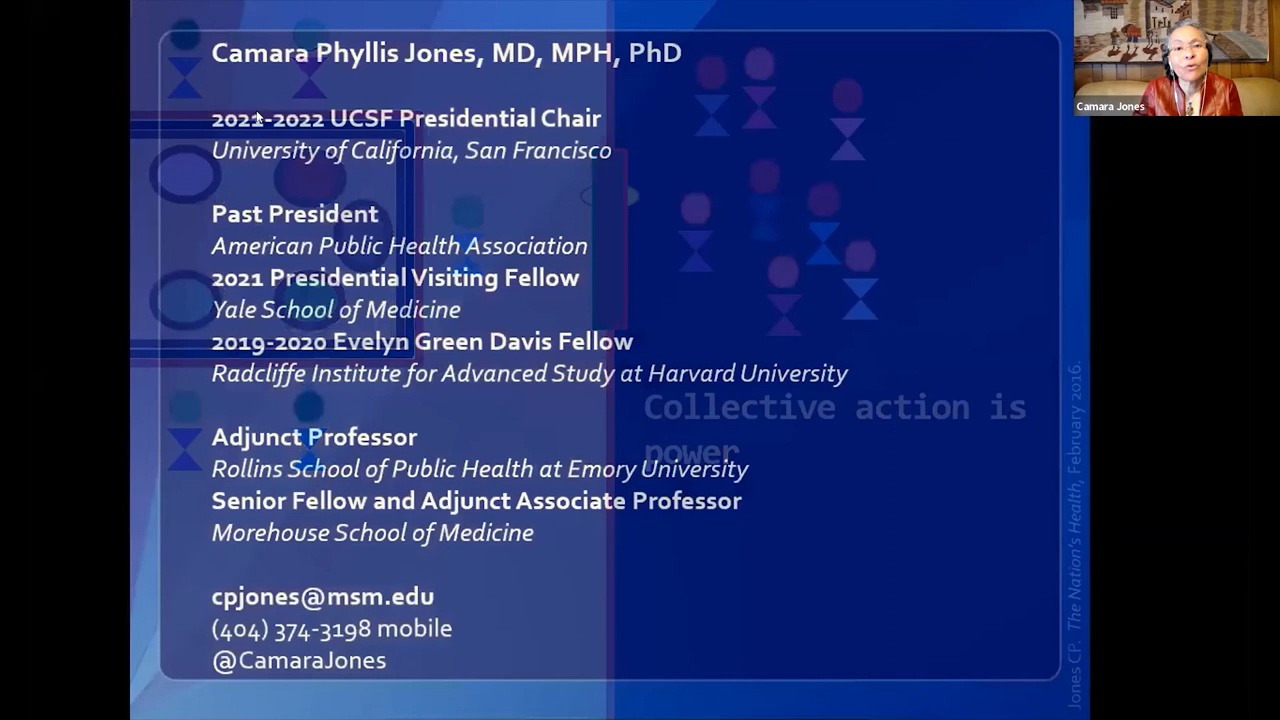 Camara Phyllis Jones, MD, MPH, PhD
2021-2022 UCSF Presidential Chair
University of California, San Francisco
Past President
American Public Health Association
2021 Presidential Visiting Fellow
Yale School of Medicine
2019-2020 Evelyn Green Davis Fellow
Radcliffe Institute for Advanced Study at Harvard University
Adjunct Professor
Rollins School of Public Health at Emory University
Senior Fellow and Adjunct Associate Professor
Morehouse School of Medicine
cpjones@msm.edu
(404) 374-3198 mobile
@CamaraJones
Collective action is
power
Jones CP. The Nation's Health, February 2016.
Camara Jones